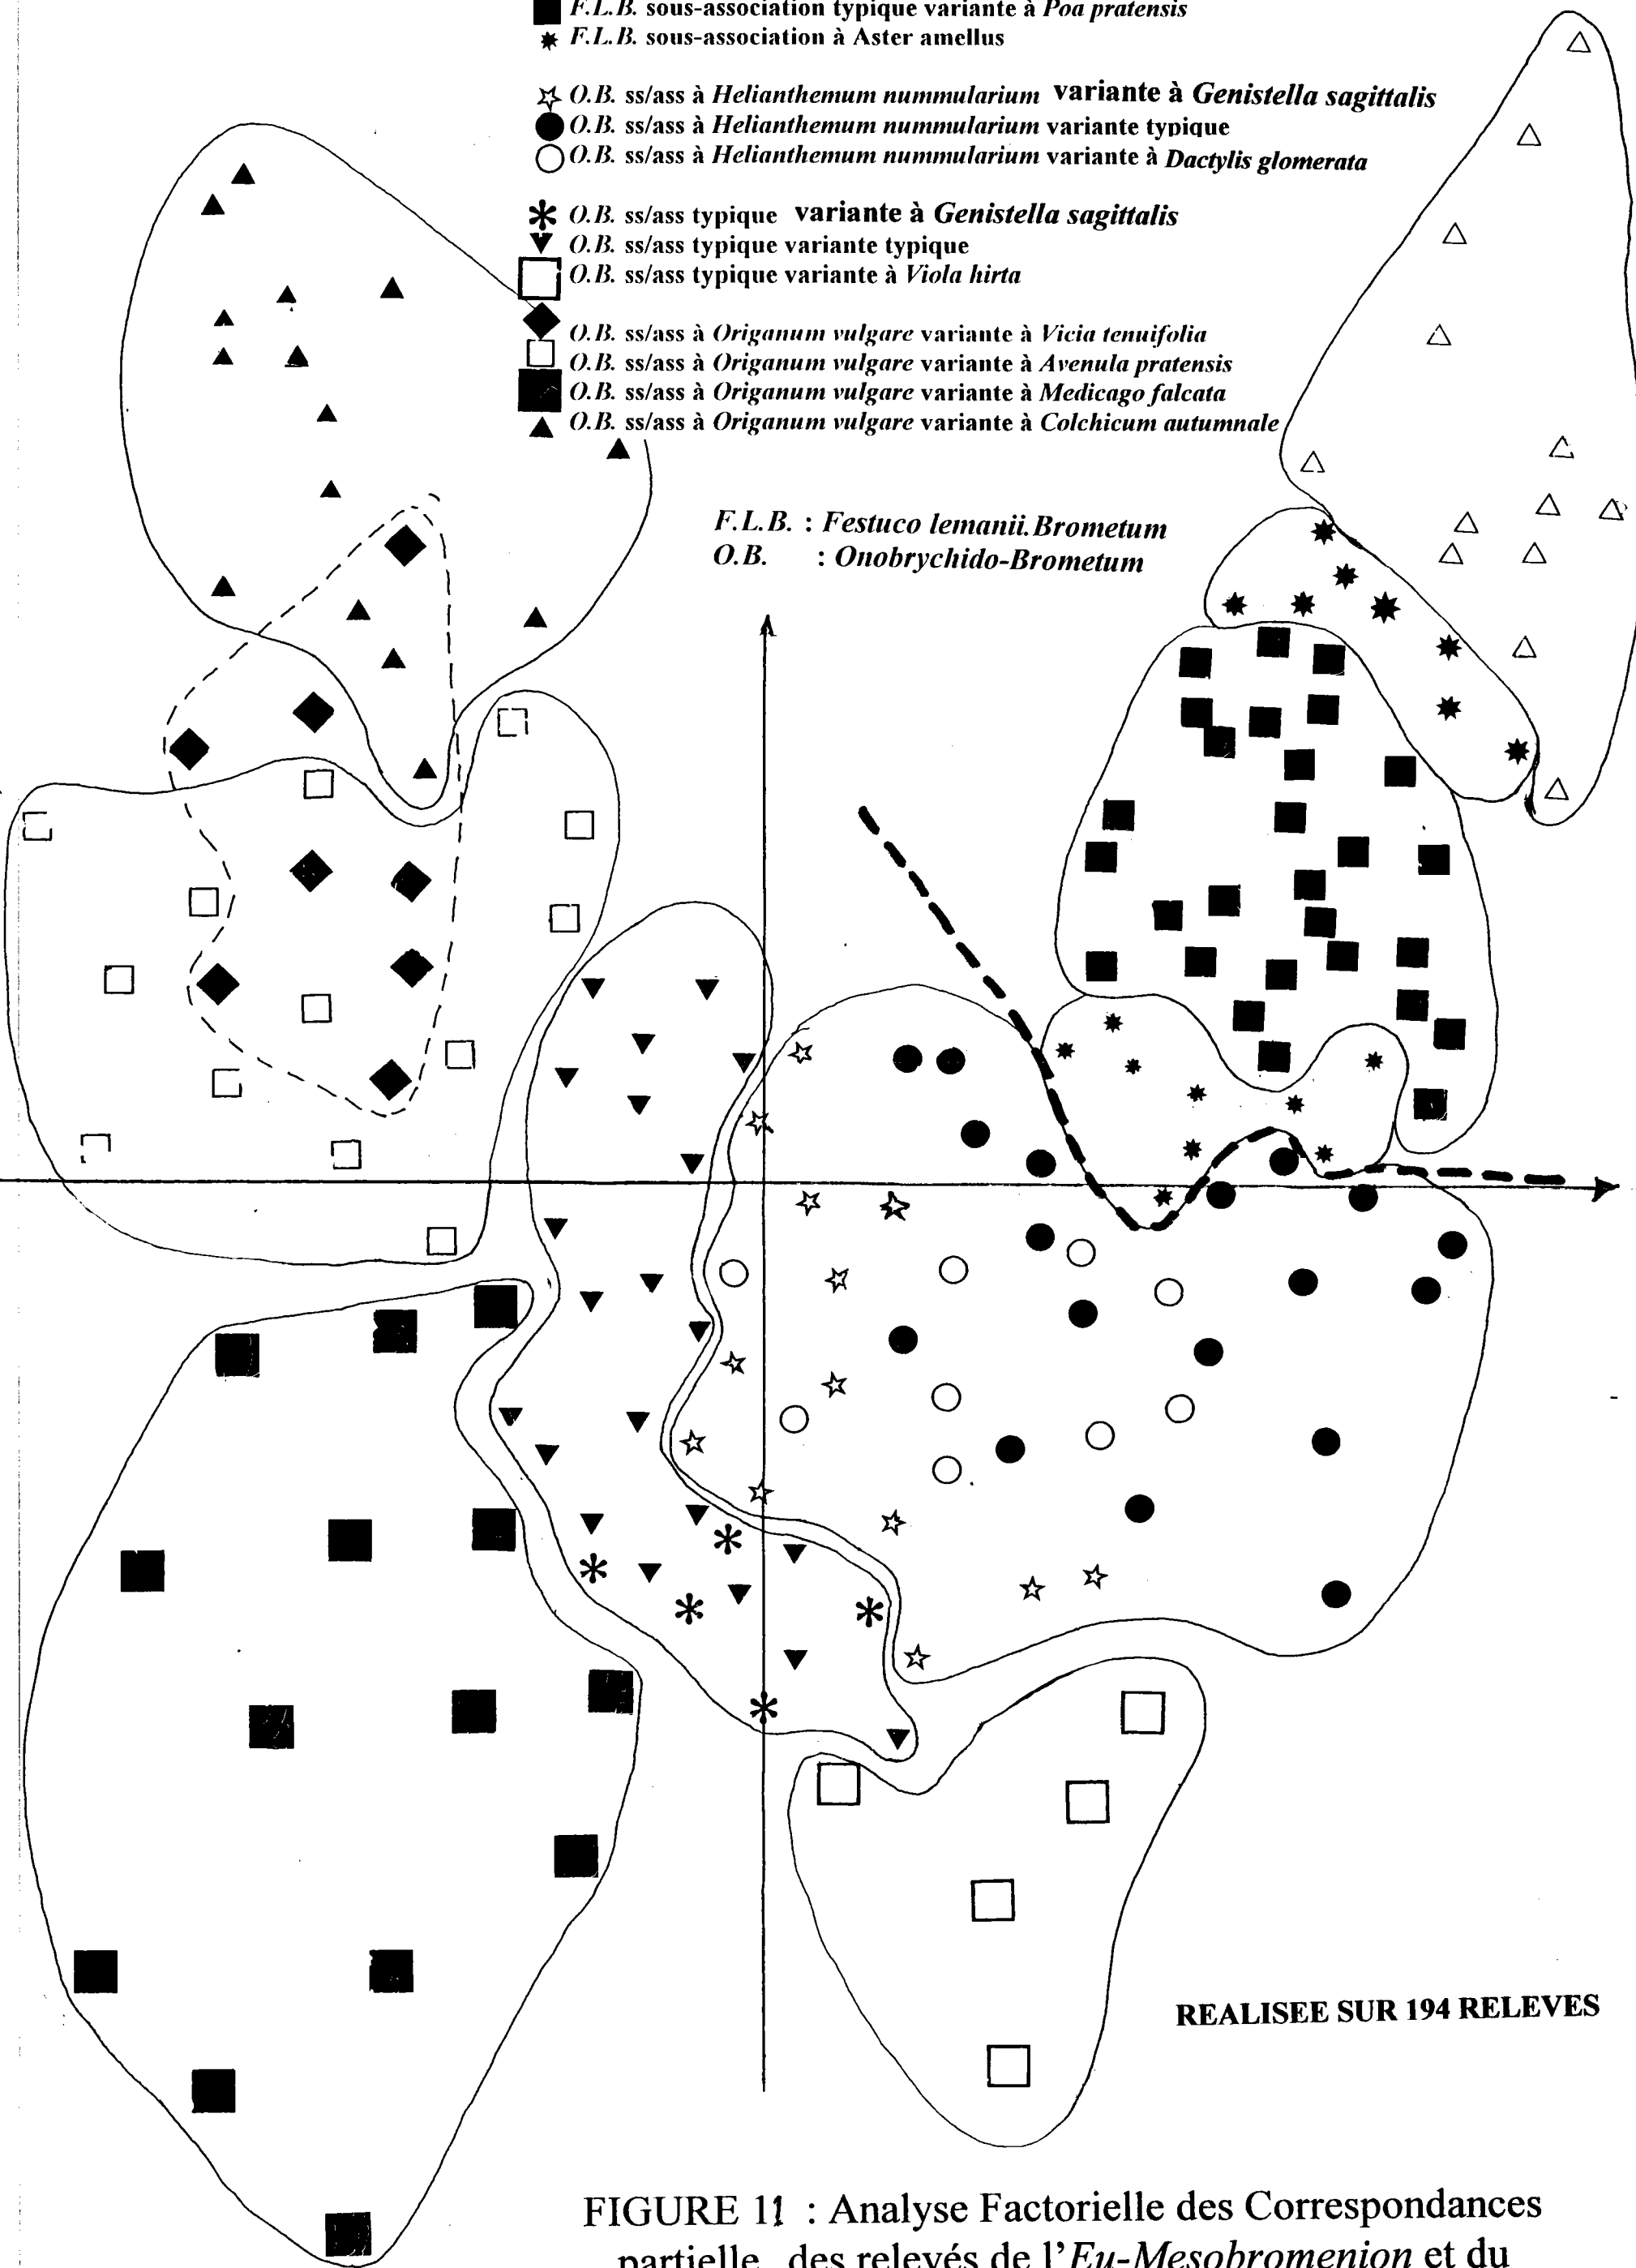 F.L.B. sous-association typique variante à Poa pratensis
F.L.B. sous-association à Aster amellus
O.B. ss/ass à Helianthemum nummularium variante à Genistella sagittalis
O.B. ss/ass à Helianthemum nummularium variante typique
O.B. ss/ass à Helianthemum nummularium variante à Dactylis glomerata
O.B. ss/ass typique variante à Genistella sagittalis
O.B. ss/ass typique variante typique
O.B. ss/ass typique variante à Viola hirta
O.B. ss/ass à Origanum vulgare variante à Vicia tenuifolia
O.B. ss/ass à Origanum vulgare variante à Avenula pratensis
O.B. ss/ass à Origanum vulgare variante à Medicago falcata
O.B. ss/ass à Origanum vulgare variante à Colchicum autumnale
F.L.B. : Festuco lemanii.Brometum
O.B. : Onobrychido-Brometum
REALISEE SUR 194 RELEVES
FIGURE 11 : Analyse Factorielle des Correspondances
partielle des relevés de l'Eu-Mesobromenion et du